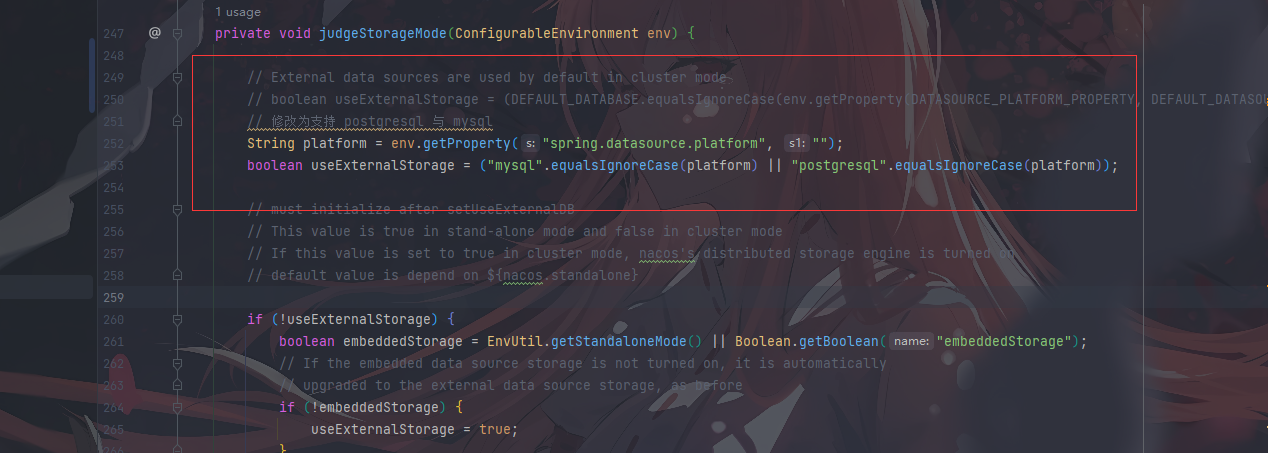 1 usage
247 @ private void judgeStorageMode(ConfigurableEnvironment env) {
248
249 // External data sources are used by default in cluster mode
250 // boolean useExternalStorage = (DEFAULT_DATABASE.equalsIgnoreCase(env.getProperty(DATASOURCE_PLATFORM_PROPERTY, DEFAULT_DATASOU
251 // 修改为支持 postgresql 与 mysql
252 String platform = env.getProperty( s: "spring.datasource.platform", s1: "");
253 boolean useExternalStorage = ("mysql".equalsIgnoreCase(platform) || "postgresql".equalsIgnoreCase(platform));
254
255 // must initialize after setUseExternalDB
256 // This value is true in stand-alone mode and false in cluster mode
257 // If this value is set to true in cluster mode, nacos's distributed storage engine is turned on
258 // default value is depend on ${nacos.standalone}
259
260 if (!useExternalStorage) {
261 boolean embeddedStorage = EnvUtil.getStandaloneMode() || Boolean.getBoolean( name: "embeddedStorage");
262 // If the embedded data source storage is not turned on, it is automatically
263 // upgraded to the external data source storage, as before
264 if (!embeddedStorage) {
265 useExternalStorage = true;
266 }